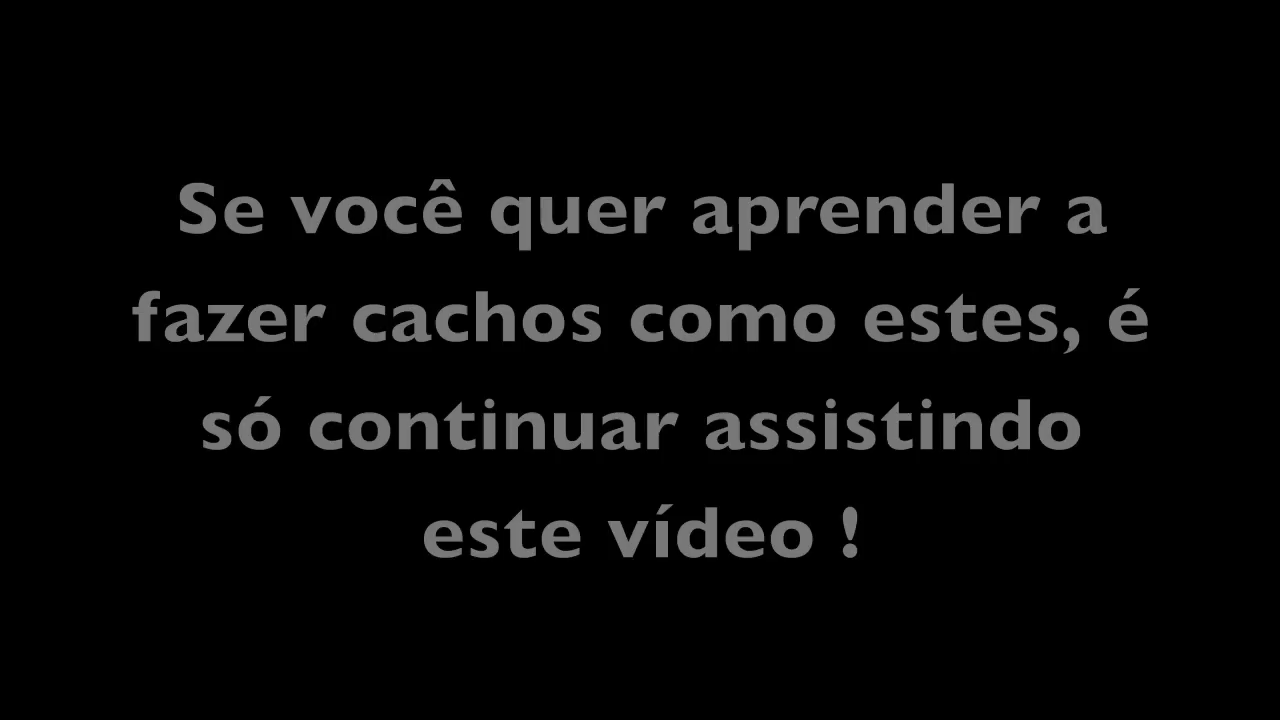 Se você quer aprender a
fazer cachos como estes, é
só continuar assistindo
este vídeo !